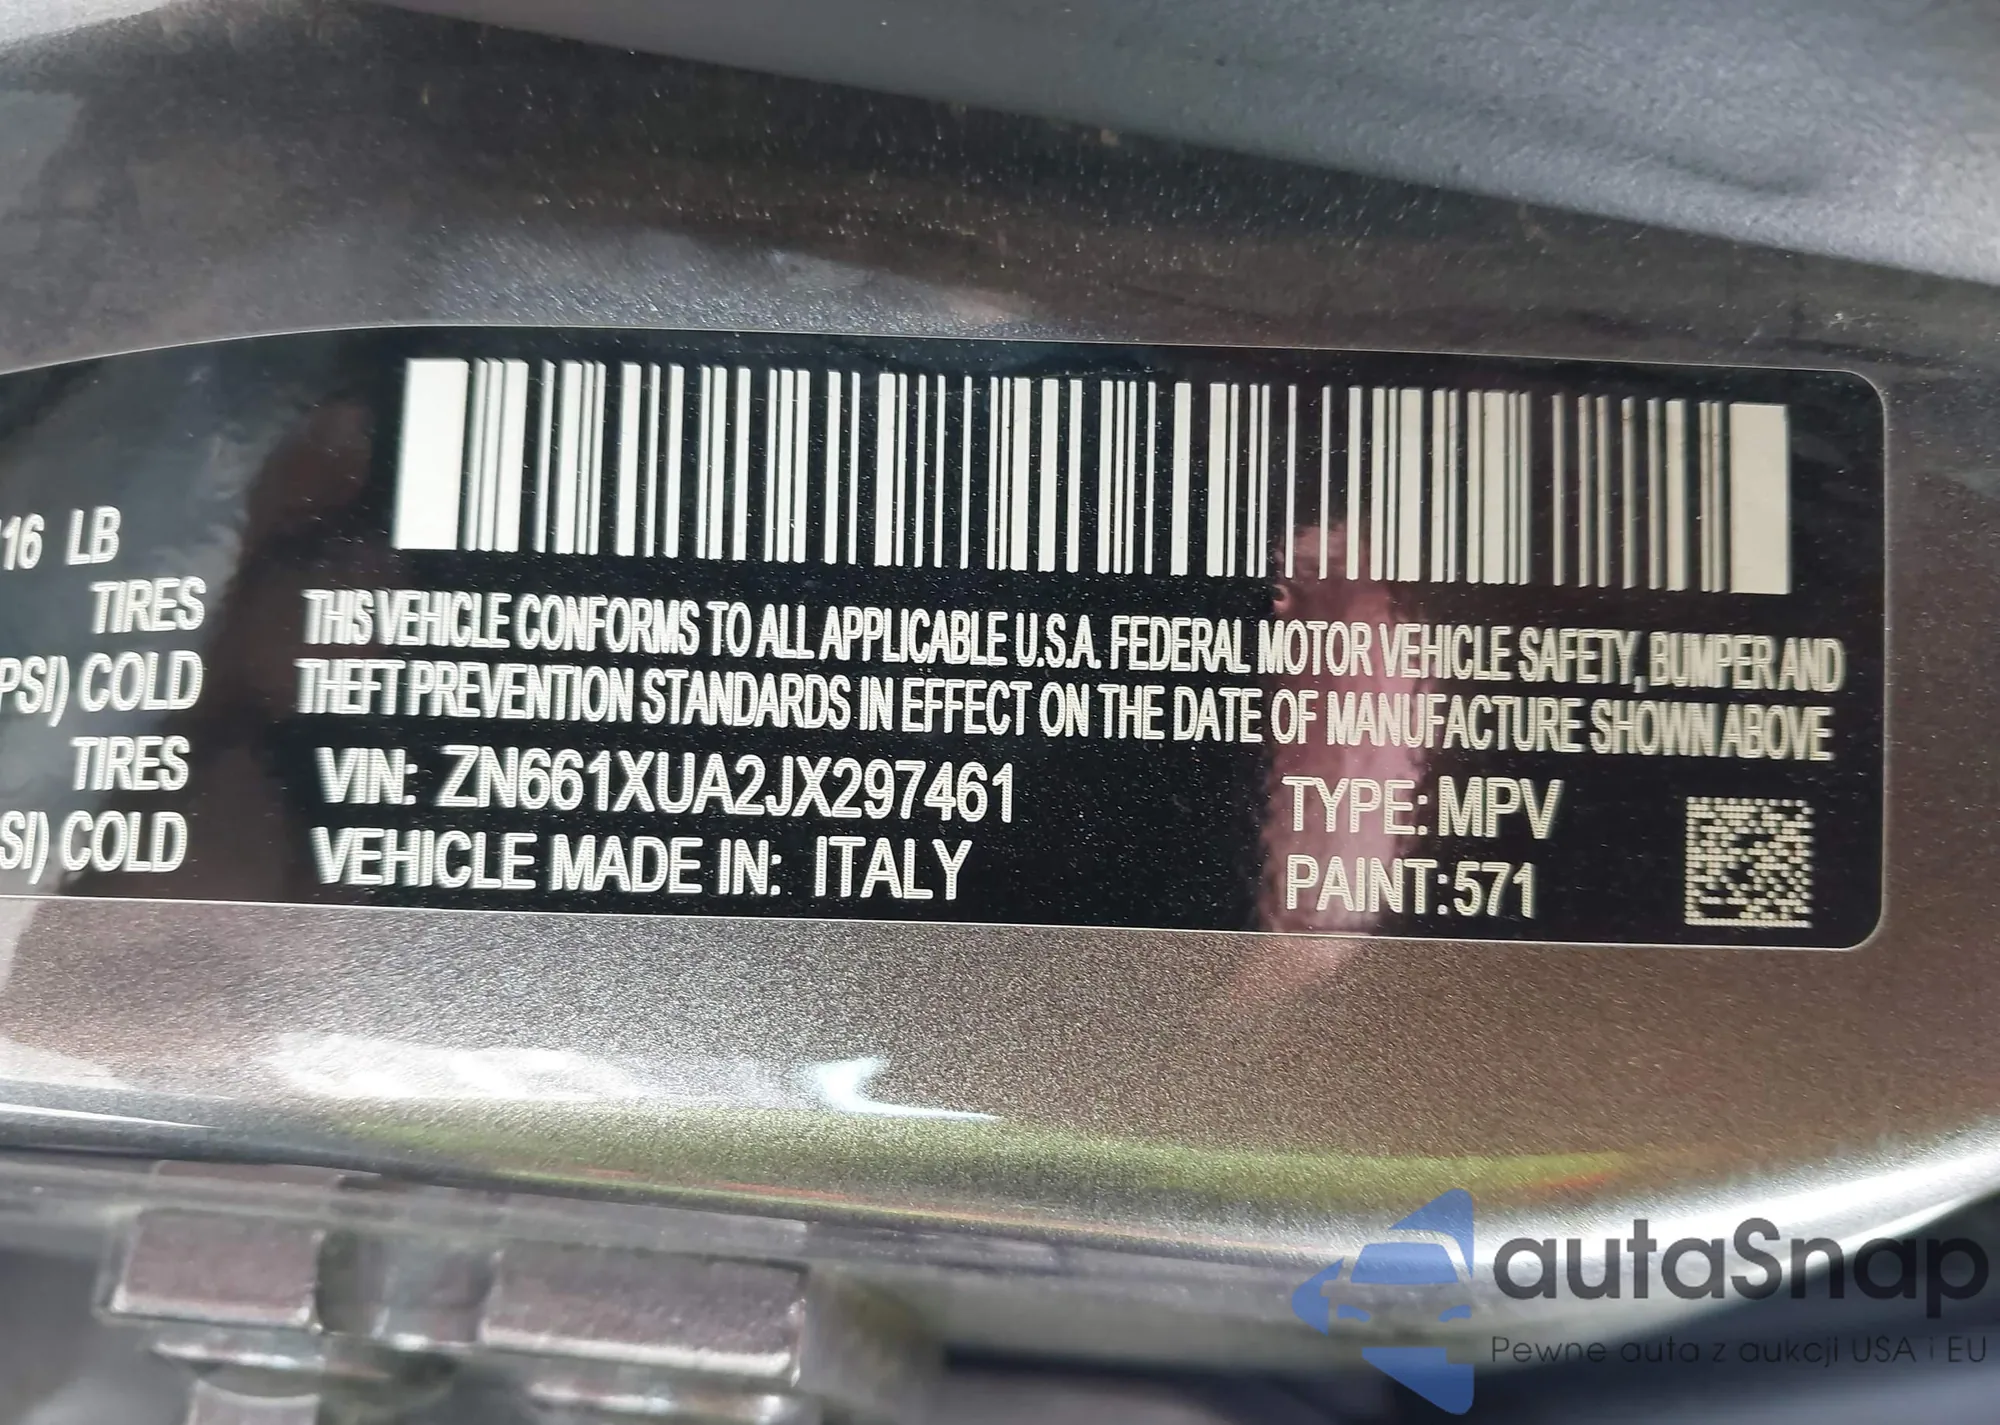 16 LB
TIRES
PSI) COLD
TIRES
SI) COLD
THIS VEHICLE CONFORMS TO ALL APPLICABLE U.S.A. FEDERAL MOTOR VEHICLE SAFETY, BUMPER AND
THEFT PREVENTION STANDARDS IN EFFECT ON THE DATE OF MANUFACTURE SHOWN ABOVE
VIN: ZN661XUA2JX297461 TYPE: MPV
VEHICLE MADE IN: ITALY PAINT:571
autaSnap
Pewne auta z aukcji USA i EU